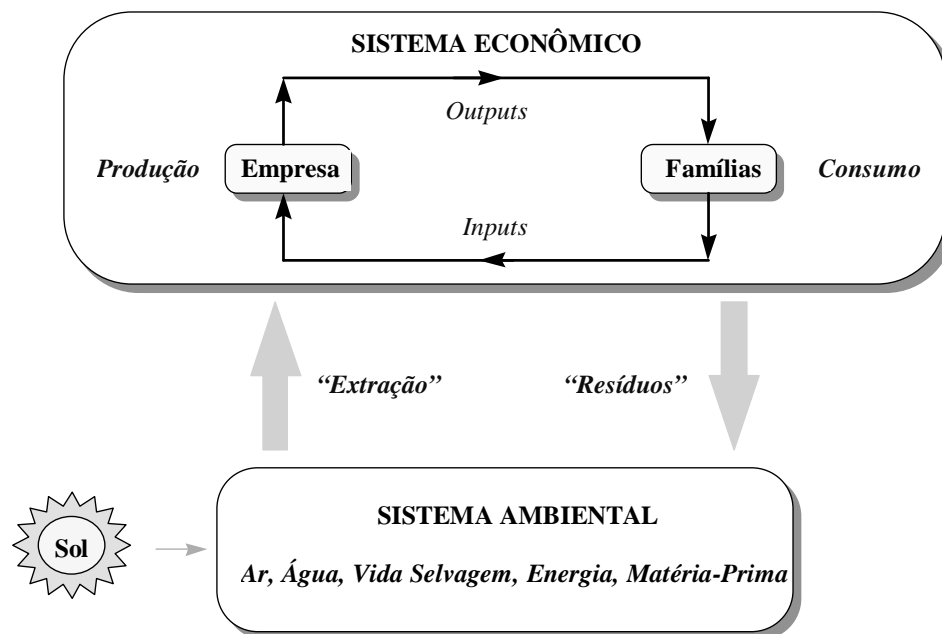 SISTEMA ECONÔMICO
Outputs
Produção
Empresa
Famílias
Consumo
Inputs
“Extração”
“Resíduos”
SISTEMA AMBIENTAL
Sol
Ar, Água, Vida Selvagem, Energia, Matéria-Prima